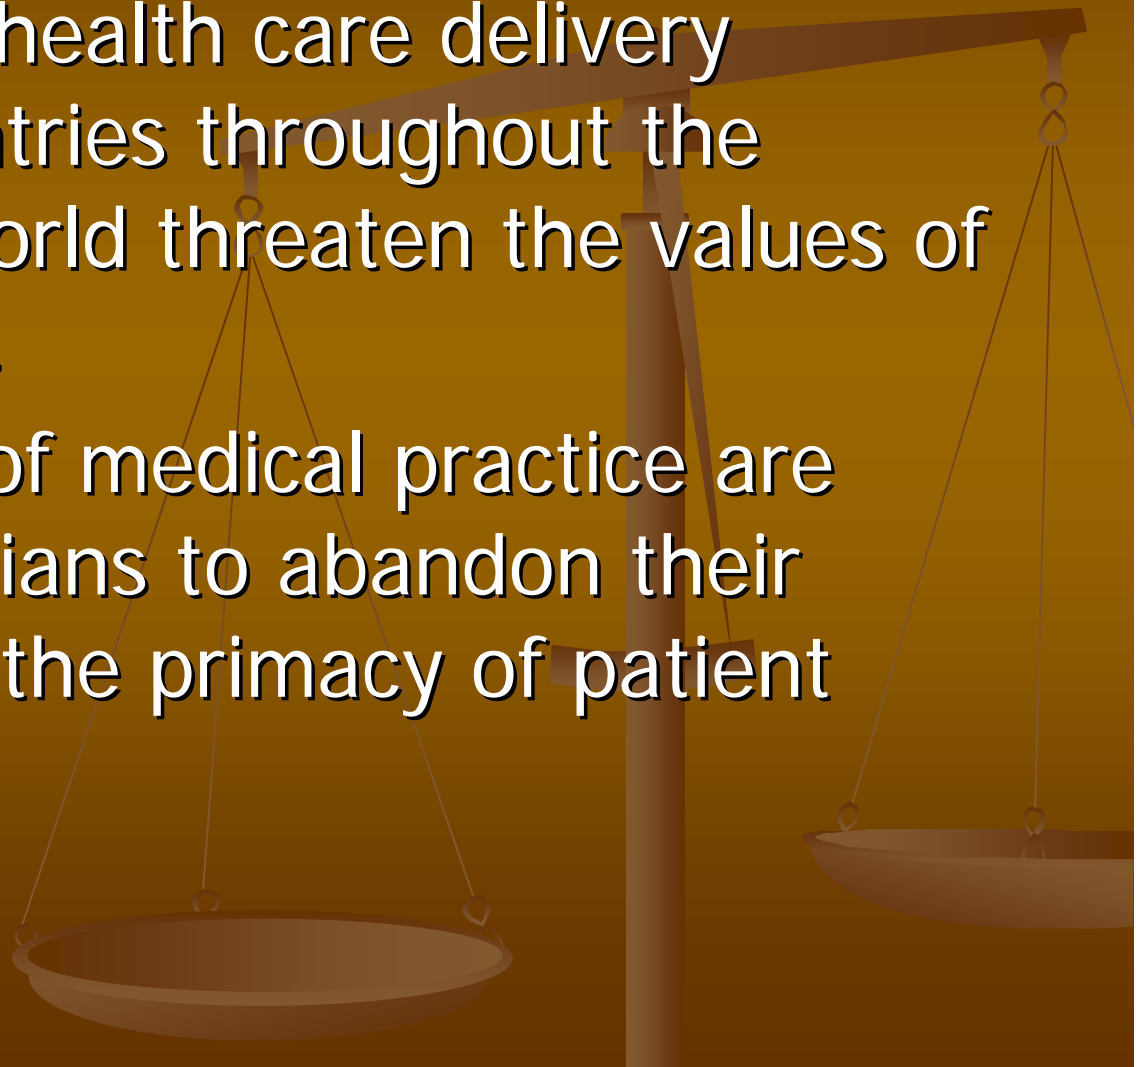 health care delivery
ntries throughout the
orld threaten the values of
.
of medical practice are
ians to abandon their
the primacy of patient